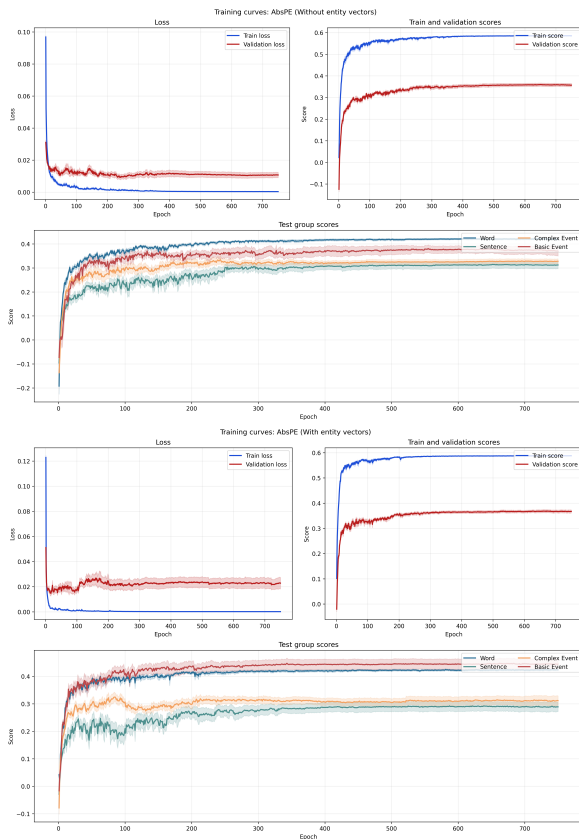 Training curves: AbsPE (Without entity vectors)
Loss
Train and validation scores
0.10
0.08
0.06
0.04
0.02
0.00
Loss
Train loss
Validation loss
0 100 200 300 400 500 600 700
Epoch
0.6
0.5
0.4
0.3
0.2
0.1
0.0
−0.1
Score
Train score
Validation score
0 100 200 300 400 500 600 700
Epoch
Test group scores
0.4
0.3
0.2
0.1
0.0
−0.1
−0.2
Score
Word
Sentence
Complex Event
Basic Event
0 100 200 300 400 500 600 700
Epoch
Training curves: AbsPE (With entity vectors)
Loss
Train and validation scores
0.12
0.10
0.08
0.06
0.04
0.02
0.00
Loss
Train loss
Validation loss
0 100 200 300 400 500 600 700
Epoch
0.6
0.5
0.4
0.3
0.2
0.1
0.0
Score
Train score
Validation score
0 100 200 300 400 500 600 700
Epoch
Test group scores
0.4
0.3
0.2
0.1
0.0
−0.1
Score
Word
Sentence
Complex Event
Basic Event
0 100 200 300 400 500 600 700
Epoch